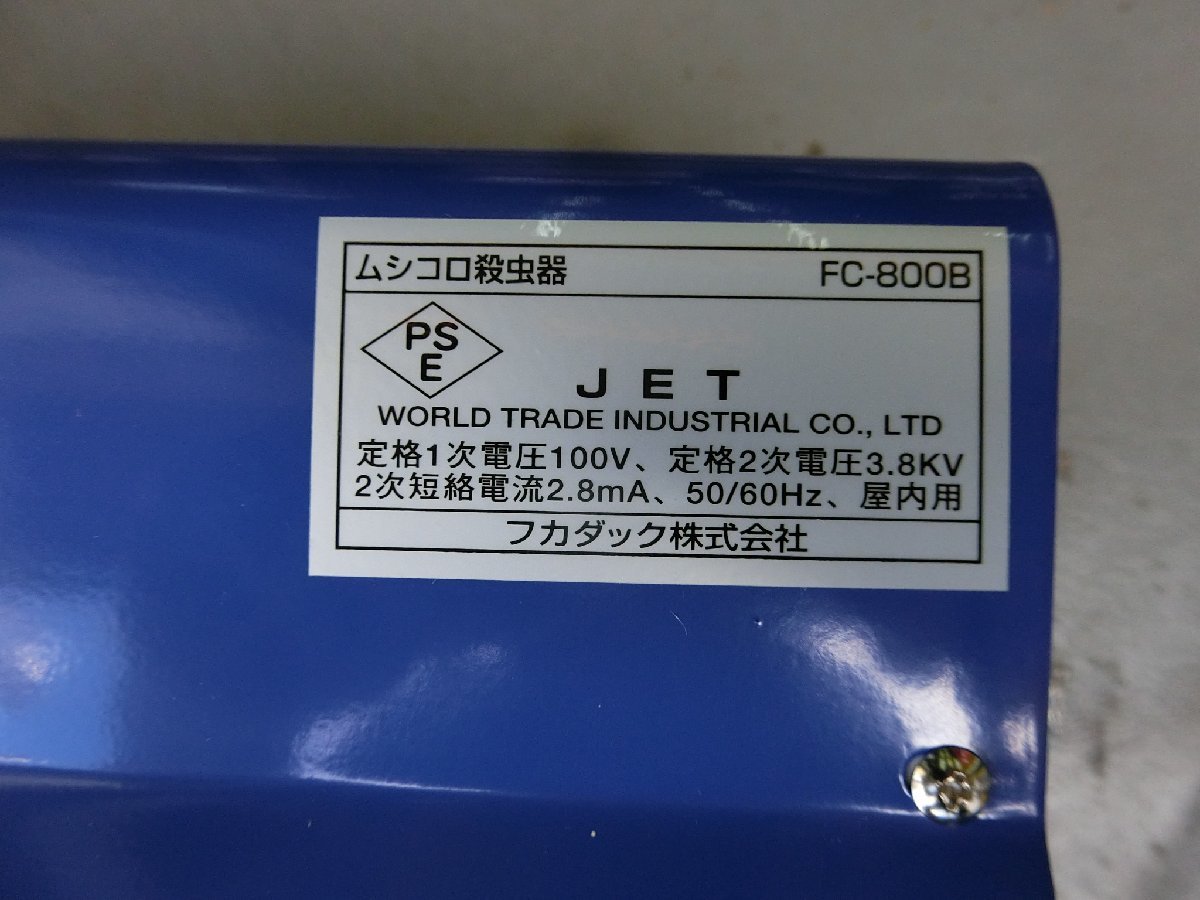 ムシコロ殺虫器 FC-800B
PS
E
JET
WORLD TRADE INDUSTRIAL CO., LTD
定格1次電圧100V、定格2次電圧3.8KV
2次短絡電流2.8mA、50/60Hz、屋内用
フカダック株式会社